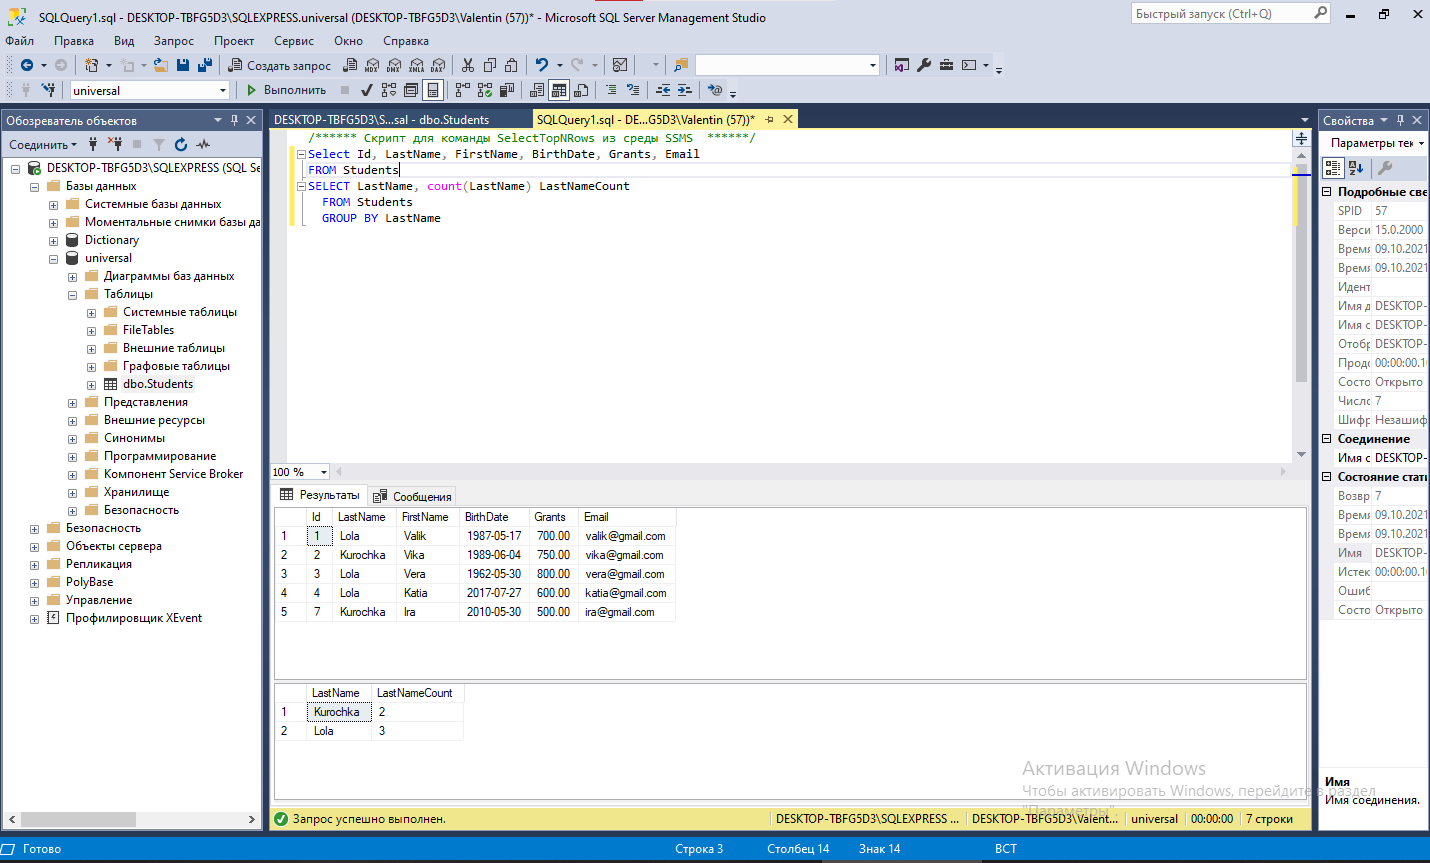 SQLQuery1.sql - DESKTOP-TBFG5D3\SQLEXPRESS.universal (DESKTOP-TBFG5D3\Valentin (57))* - Microsoft SQL Server Management Studio
Быстрый запуск (Ctrl+Q)
Файл Правка Вид Запрос Проект Сервис Окно Справка
Создать запрос
MDX DMX XMLA DAX
universal
Выполнить
Обозреватель объектов
Соединить
DESKTOP-TBFG5D3\SQLEXPRESS (SQL Se
Базы данных
Системные базы данных
Моментальные снимки базы да
Dictionary
universal
Диаграммы баз данных
Таблицы
Системные таблицы
FileTables
Внешние таблицы
Графовые таблицы
dbo.Students
Представления
Внешние ресурсы
Синонимы
Программирование
Компонент Service Broker
Хранилище
Безопасность
Безопасность
Объекты сервера
Репликация
PolyBase
Управление
Профилировщик XEvent
DESKTOP-TBFG5D3\S...sal - dbo.Students
SQLQuery1.sql - DE...G5D3\Valentin (57))*
/****** Скрипт для команды SelectTopNRows из среды SSMS ******/
Select Id, LastName, FirstName, BirthDate, Grants, Email
FROM Students
SELECT LastName, count(LastName) LastNameCount
FROM Students
GROUP BY LastName
100 %
Результаты Сообщения
Id LastName FirstName BirthDate Grants Email
1 1 Lola Valik 1987-05-17 700.00 valik@gmail.com
2 2 Kurochka Vika 1989-06-04 750.00 vika@gmail.com
3 3 Lola Vera 1962-05-30 800.00 vera@gmail.com
4 4 Lola Katia 2017-07-27 600.00 katia@gmail.com
5 7 Kurochka Ira 2010-05-30 500.00 ira@gmail.com
LastName LastNameCount
1 Kurochka 2
2 Lola 3
Запрос успешно выполнен.
DESKTOP-TBFG5D3\SQLEXPRESS ... DESKTOP-TBFG5D3\Valent... universal 00:00:00 7 строки
Свойства
Параметры тек
Подробные све
SPID 57
Верси 15.0.2000
Время 09.10.2021
Время 09.10.2021
Идент
Имя д DESKTOP-
Имя с DESKTOP-
Отобр DESKTOP-
Продо 00:00:00.1
Состо Открыто
Число 7
Шифр Незашиф
Соединение
Имя с DESKTOP-
Состояние стати
Возвр 7
Время 09.10.2021
Время 09.10.2021
Имя DESKTOP-
Истек 00:00:00.1
Ошиб
Состо Открыто
Имя
Имя соединения.
Активация Windows
Чтобы активировать Windows, перейдите в раздел
"Параметры".
Готово Строка 3 Столбец 14 Знак 14 ВСТ